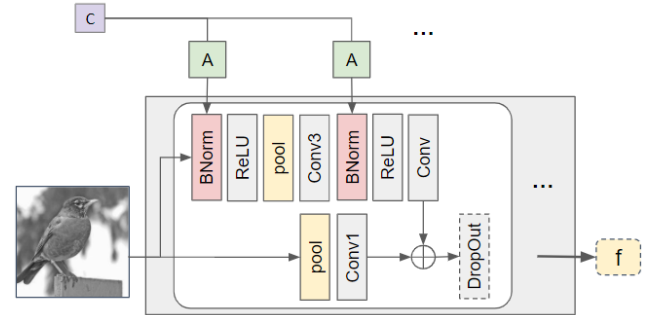 C
...
A
A
BNorm
ReLU
pool
Conv3
BNorm
ReLU
Conv
...
pool
Conv1
DropOut
f